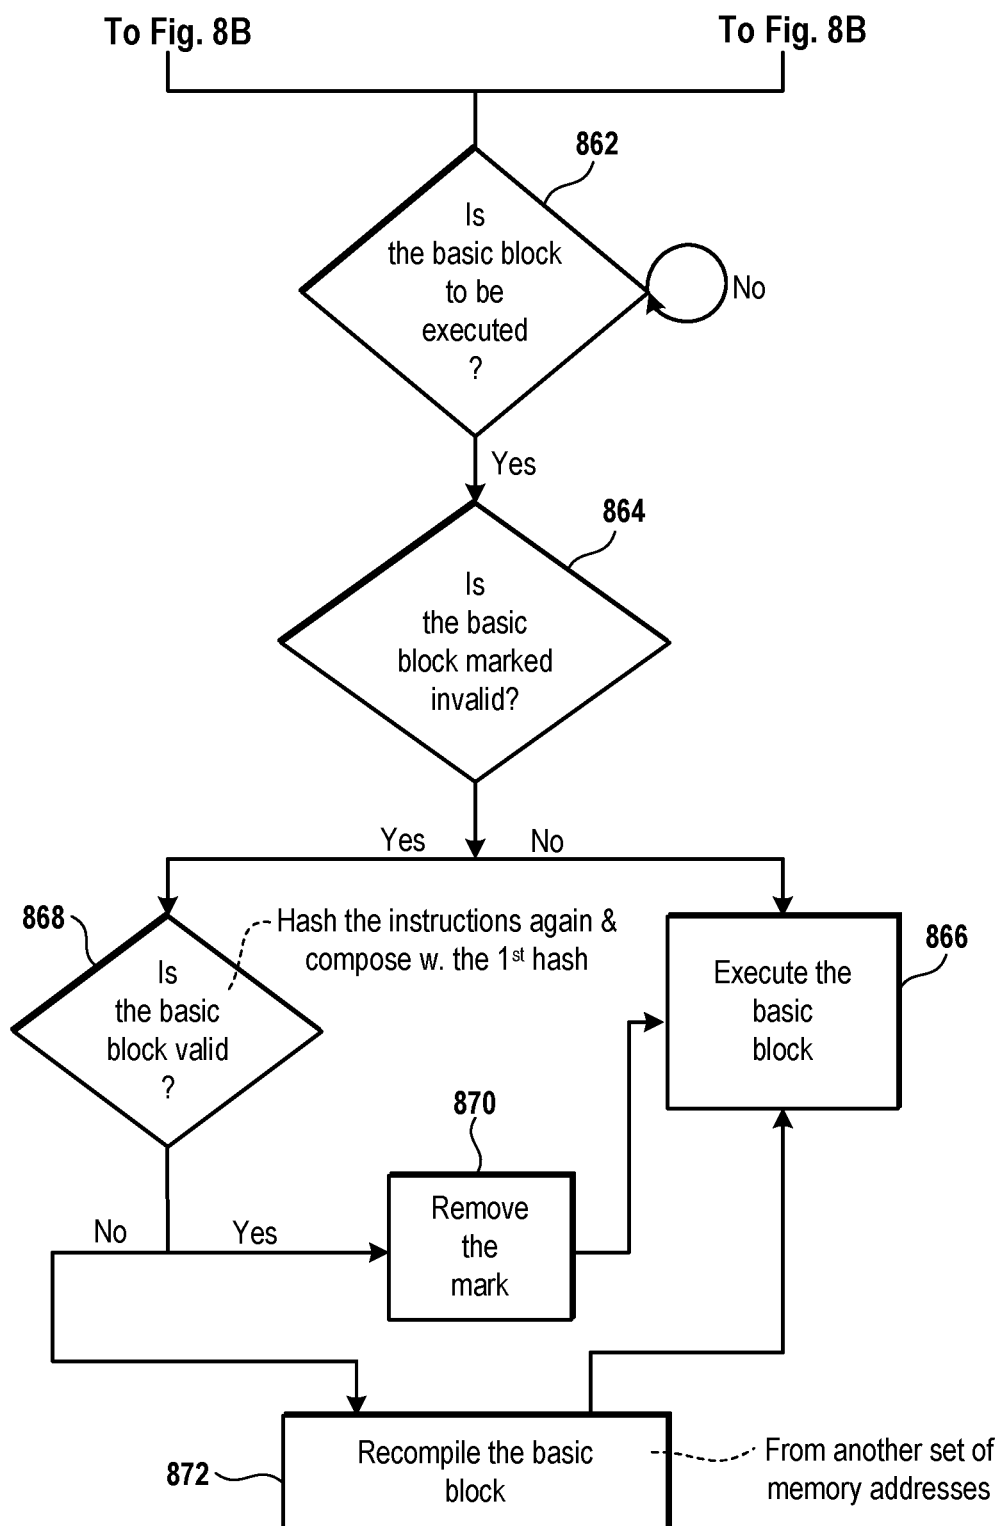 To Fig. 8B
To Fig. 8B
862
Is
the basic block
to be
executed
?
No
Yes
864
Is
the basic
block marked
invalid?
Yes
No
868
Hash the instructions again &
compose w. the 1st hash
Is
the basic
block valid
?
866
Execute the
basic
block
870
Remove
the
mark
No
Yes
872
Recompile the basic
block
From another set of
memory addresses